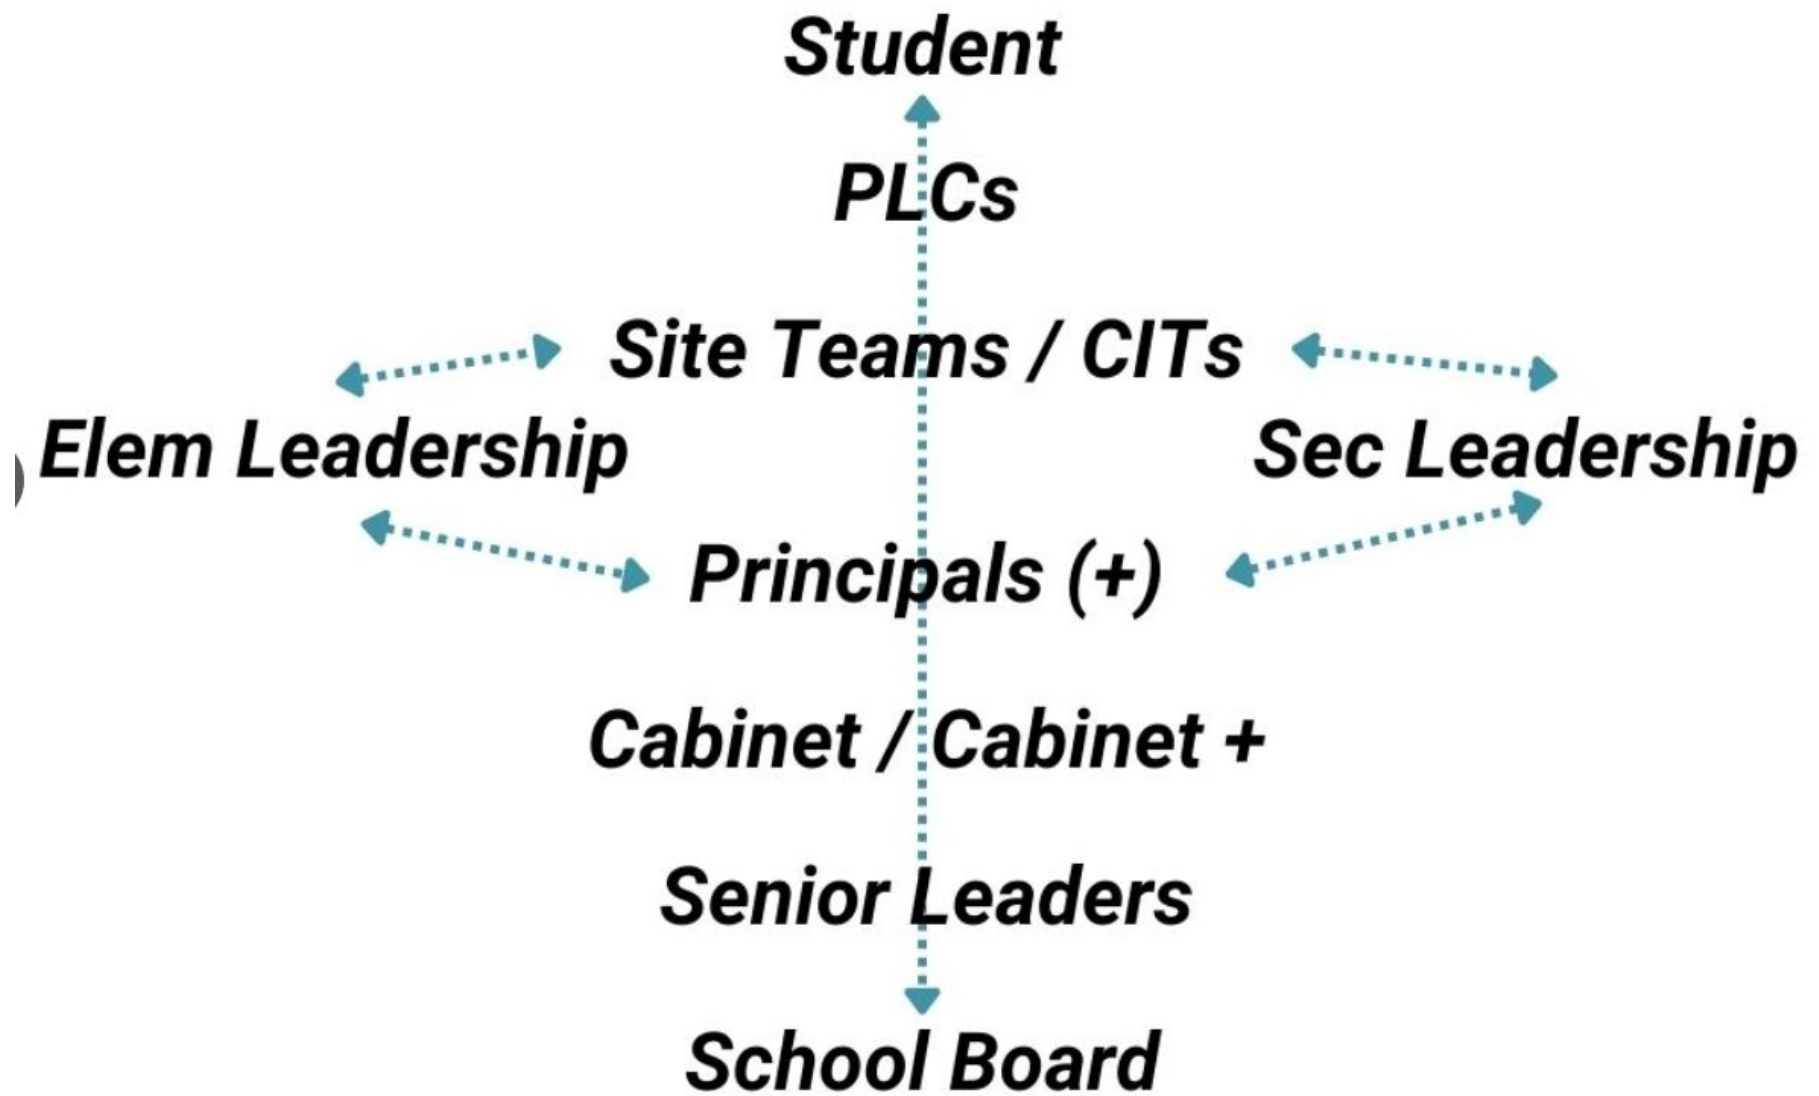 Student
PLCs
Site Teams / CITs
Elem Leadership
Sec Leadership
Principals (+)
Cabinet / Cabinet +
Senior Leaders
School Board